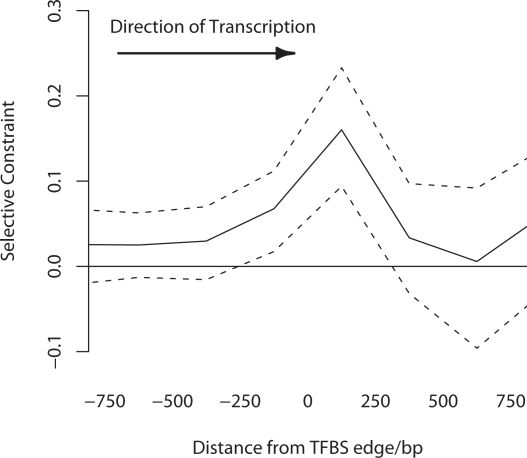 Direction of Transcription
Selective Constraint
0.3
0.2
0.1
0.0
−0.1
−750 −500 −250 0 250 500 750
Distance from TFBS edge/bp